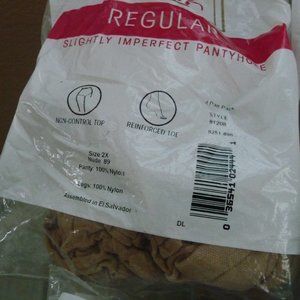 REGULAR
SLIGHTLY IMPERFECT PANTYHOSE
NON-CONTROL TOP
REINFORCED TOE
STYLE
Size 2X
Nude 89
Panty: 100% Nylon
Legs: 100% Nylon
Assembled in El Salvador
DL